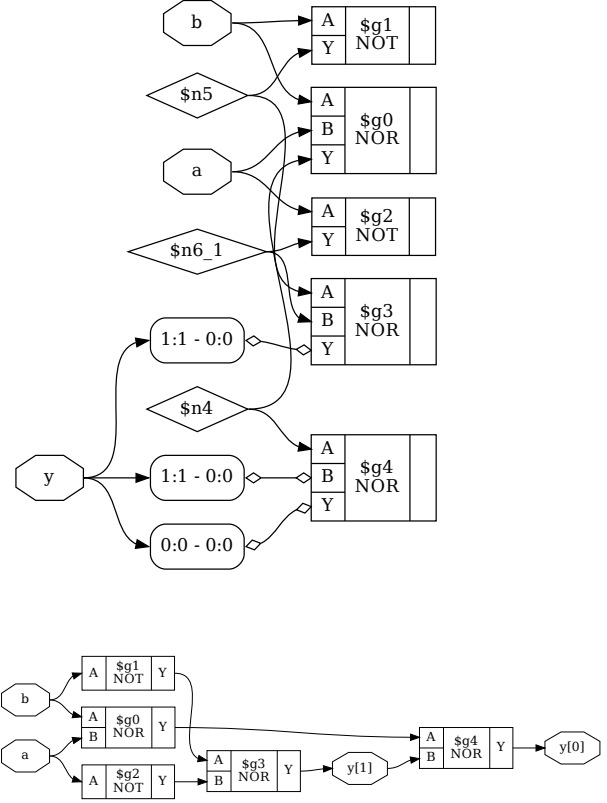 b
A
Y
$g1
NOT
$n5
A
B
Y
$g0
NOR
a
A
Y
$g2
NOT
$n6_1
A
B
Y
$g3
NOR
1:1 - 0:0
$n4
y
1:1 - 0:0
0:0 - 0:0
A
B
Y
$g4
NOR
b
A
$g1
NOT
Y
A
B
$g0
NOR
Y
a
A
$g2
NOT
Y
A
B
$g3
NOR
Y
y[1]
A
B
$g4
NOR
Y
y[0]